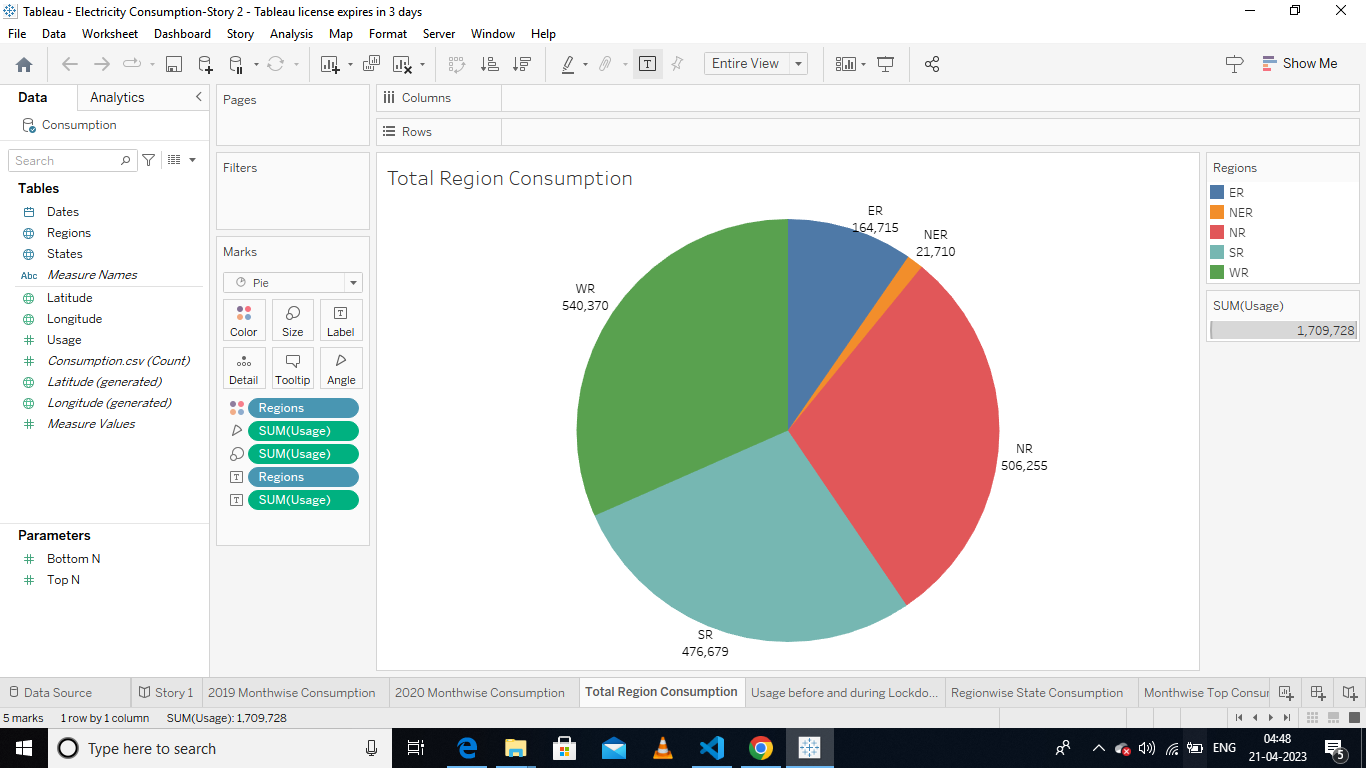 Tableau - Electricity Consumption-Story 2 - Tableau license expires in 3 days
File Data Worksheet Dashboard Story Analysis Map Format Server Window Help
Entire View
Show Me
Data Analytics
Consumption
Search
Tables
Dates
Regions
States
Abc Measure Names
Latitude
Longitude
Usage
Consumption.csv (Count)
Latitude (generated)
Longitude (generated)
Measure Values
Parameters
Bottom N
Top N
Pages
Filters
Marks
Pie
Color Size Label
Detail Tooltip Angle
Regions
SUM(Usage)
SUM(Usage)
Regions
SUM(Usage)
Columns
Rows
Total Region Consumption
ER
164,715
NER
21,710
WR
540,370
NR
506,255
SR
476,679
Regions
ER
NER
NR
SR
WR
SUM(Usage)
1,709,728
Data Source Story 1 2019 Monthwise Consumption 2020 Monthwise Consumption Total Region Consumption Usage before and during Lockdo... Regionwise State Consumption Monthwise Top Consur
5 marks 1 row by 1 column SUM(Usage): 1,709,728
Type here to search
ENG
04:48
21-04-2023
5